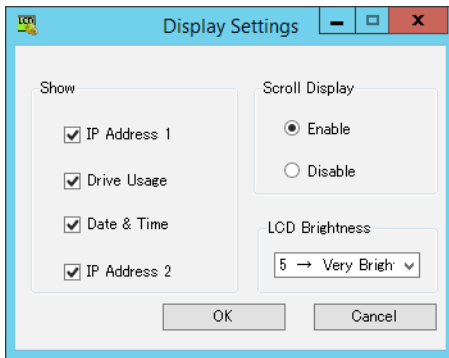 LCD
Display Settings
Show
IP Address 1
Drive Usage
Date & Time
IP Address 2
Scroll Display
Enable
Disable
LCD Brightness
5 → Very Brigh
OK
Cancel